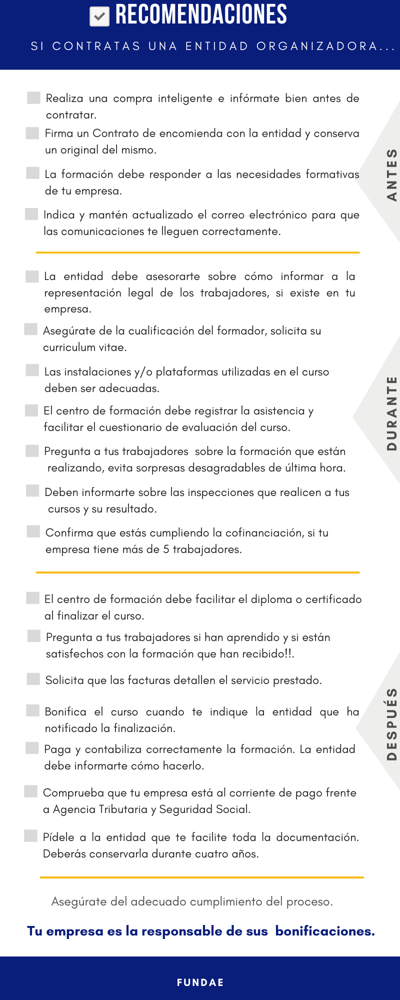 RECOMENDACIONES
SI CONTRATAS UNA ENTIDAD ORGANIZADORA...
Realiza una compra inteligente e infórmate bien antes de
contratar.
Firma un Contrato de encomienda con la entidad y conserva
un original del mismo.
La formación debe responder a las necesidades formativas
de tu empresa.
Indica y mantén actualizado el correo electrónico para que
las comunicaciones te lleguen correctamente.
ANTES
La entidad debe asesorarte sobre cómo informar a la
representación legal de los trabajadores, si existe en tu
empresa.
Asegúrate de la cualificación del formador, solicita su
curriculum vitae.
Las instalaciones y/o plataformas utilizadas en el curso
deben ser adecuadas.
El centro de formación debe registrar la asistencia y
facilitar el cuestionario de evaluación del curso.
Pregunta a tus trabajadores sobre la formación que están
realizando, evita sorpresas desagradables de última hora.
Deben informarte sobre las inspecciones que realicen a tus
cursos y su resultado.
Confirma que estás cumpliendo la cofinanciación, si tu
empresa tiene más de 5 trabajadores.
DURANTE
El centro de formación debe facilitar el diploma o certificado
al finalizar el curso.
Pregunta a tus trabajadores si han aprendido y si están
satisfechos con la formación que han recibido!!.
Solicita que las facturas detallen el servicio prestado.
Bonifica el curso cuando te indique la entidad que ha
notificado la finalización.
Paga y contabiliza correctamente la formación. La entidad
debe informarte cómo hacerlo.
Comprueba que tu empresa está al corriente de pago frente
a Agencia Tributaria y Seguridad Social.
Pídele a la entidad que te facilite toda la documentación.
Deberás conservarla durante cuatro años.
DESPUÉS
Asegúrate del adecuado cumplimiento del proceso.
Tu empresa es la responsable de sus bonificaciones.
FUNDAE